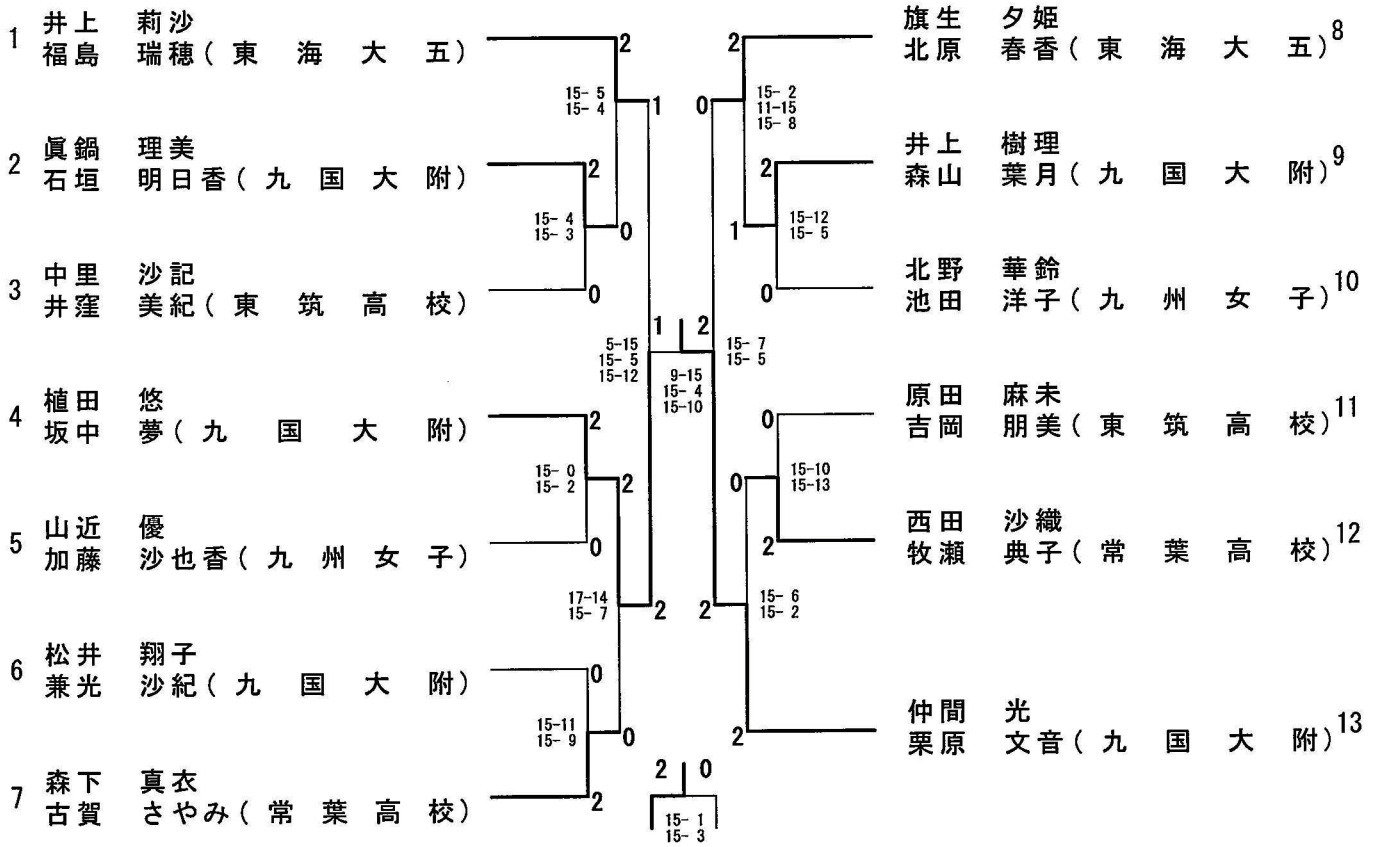 1 井上 莉沙
福島 瑞穂(東海大五)
2 眞鍋 理美
石垣 明日香(九国大附)
3 中里 沙記
井窪 美紀(東筑高校)
4 植田 悠
坂中 夢(九国大附)
5 山近 優
加藤 沙也香(九州女子)
6 松井 翔子
兼光 沙紀(九国大附)
7 森下 真衣
古賀 さやみ(常葉高校)
2
15- 5
15- 4
1
2
15- 4
15- 3
0
0
5-15
15- 5
15-12
2
15- 0
15- 2
2
0
17-14
15- 7
2
0
15-11
15- 9
0
2
1 2
9-15
15- 4
15-10
2 0
15- 1
15- 3
2
0
15- 2
11-15
15- 8
2
1
15-12
15- 5
0
15- 7
15- 5
0
0
15-10
15-13
2
2
15- 6
15- 2
2
旗生 夕姫
北原 春香(東海大五) 8
井上 樹理
森山 葉月(九国大附) 9
北野 華鈴
池田 洋子(九州女子) 10
原田 麻未
吉岡 朋美(東筑高校) 11
西田 沙織
牧瀬 典子(常葉高校) 12
仲間 光
栗原 文音(九国大附) 13